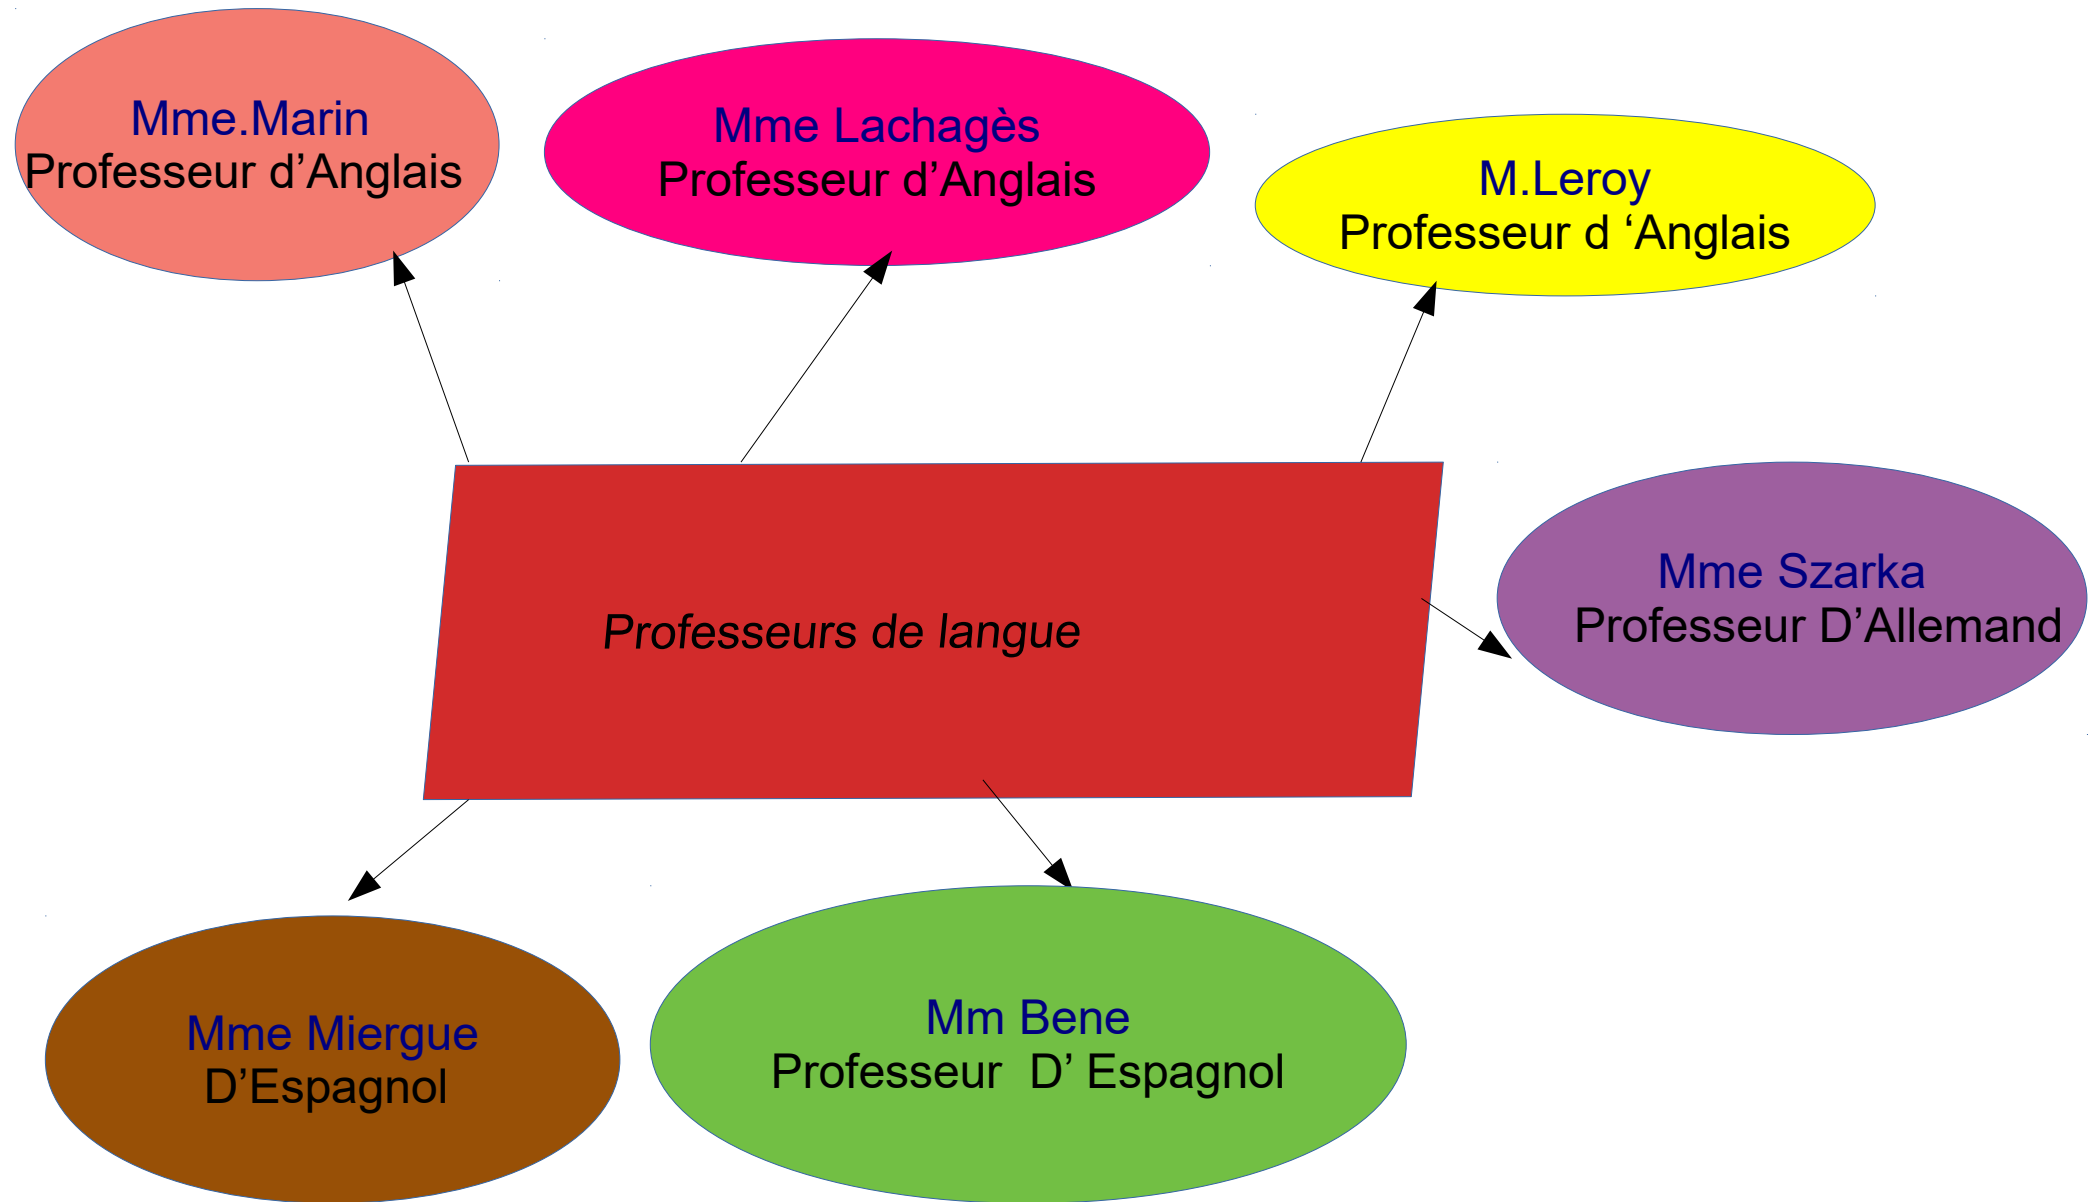 Mme.Marin
Professeur d’Anglais
Mme Lachagès
Professeur d’Anglais
M.Leroy
Professeur d ‘Anglais
Mme Szarka
Professeur D’Allemand
Professeurs de langue
Mme Miergue
D’Espagnol
Mm Bene
Professeur  D’ Espagnol